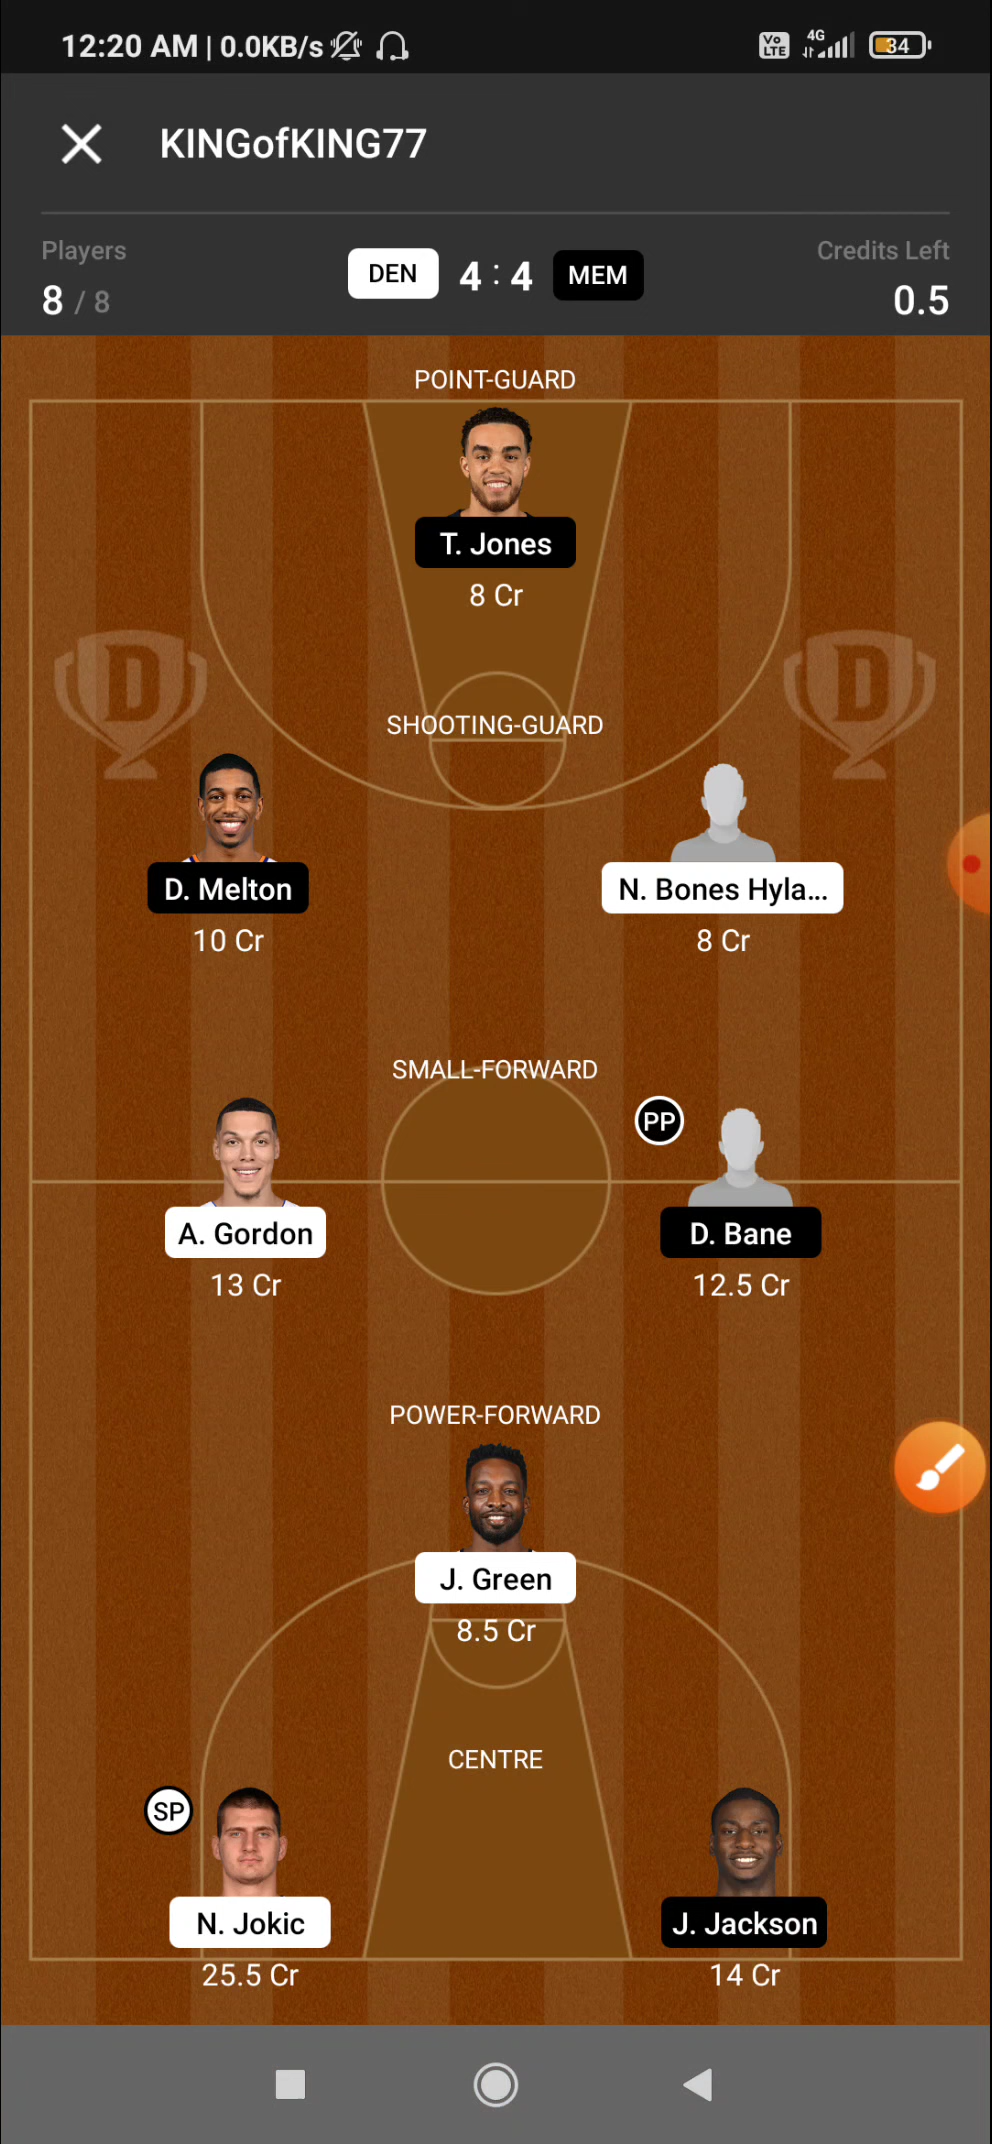 12:20 AM | 0.0KB/s Vo LTE 4G 34
KINGofKING77
Players DEN 4 : 4 MEM Credits Left
8 / 8 0.5
POINT-GUARD
T. Jones
8 Cr
D D
SHOOTING-GUARD
D. Melton N. Bones Hyla...
10 Cr 8 Cr
SMALL-FORWARD
PP
A. Gordon D. Bane
13 Cr 12.5 Cr
POWER-FORWARD
J. Green
8.5 Cr
CENTRE
SP
N. Jokic J. Jackson
25.5 Cr 14 Cr